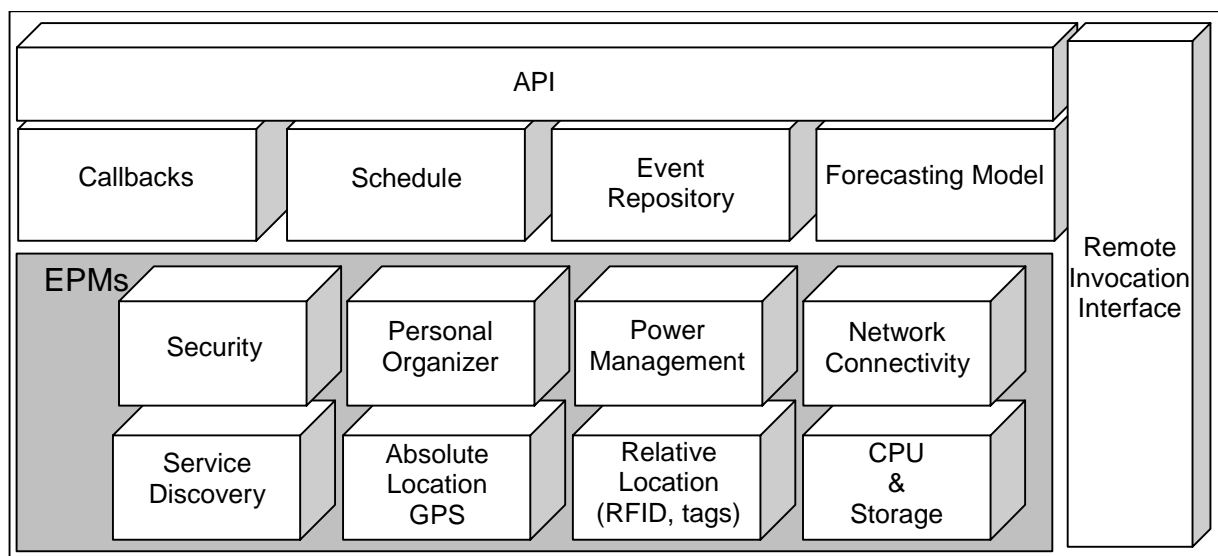 API
Callbacks
Schedule
Event
Repository
Forecasting Model
Remote
Invocation
Interface
EPMs
Security
Personal
Organizer
Power
Management
Network
Connectivity
Service
Discovery
Absolute
Location
GPS
Relative
Location
(RFID, tags)
CPU
&
Storage